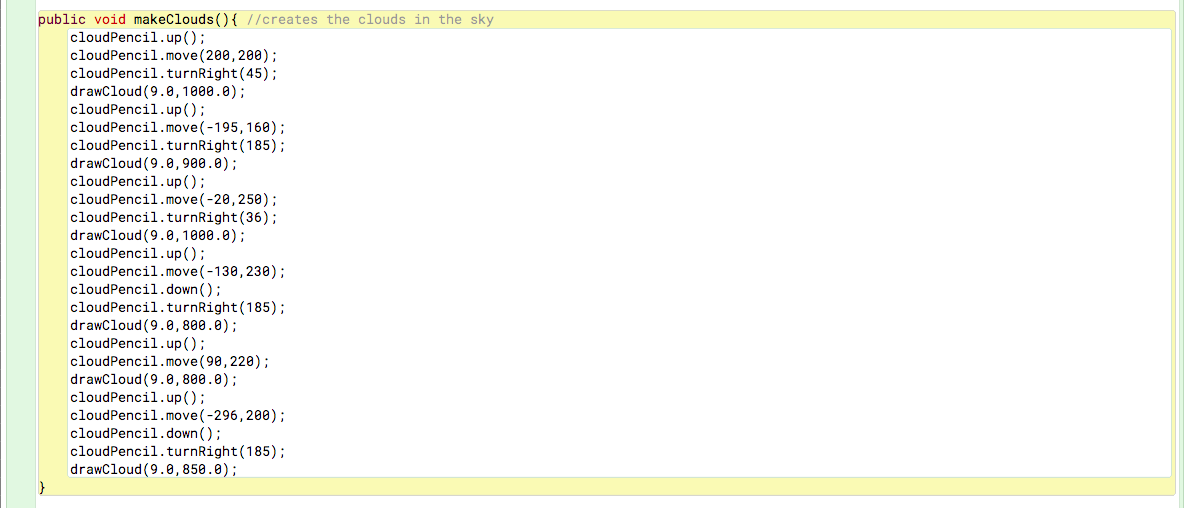 public void makeClouds(){ //creates the clouds in the sky
cloudPencil.up();
cloudPencil.move(200,200);
cloudPencil.turnRight(45);
drawCloud(9.0,1000.0);
cloudPencil.up();
cloudPencil.move(-195,160);
cloudPencil.turnRight(185);
drawCloud(9.0,900.0);
cloudPencil.up();
cloudPencil.move(-20,250);
cloudPencil.turnRight(36);
drawCloud(9.0,1000.0);
cloudPencil.up();
cloudPencil.move(-130,230);
cloudPencil.down();
cloudPencil.turnRight(185);
drawCloud(9.0,800.0);
cloudPencil.up();
cloudPencil.move(90,220);
drawCloud(9.0,800.0);
cloudPencil.up();
cloudPencil.move(-296,200);
cloudPencil.down();
cloudPencil.turnRight(185);
drawCloud(9.0,850.0);
}